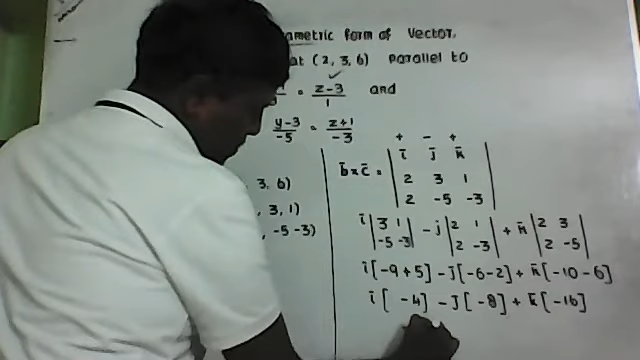 ametric form of Vector.
at (2, 3, 6) parallel to
= z-3/1 and
y-3/-5 = z+1/-3
+ - +
b̄×c̄ = | ī j̄ k̄ |
| 2 3 1 |
| 2 -5 -3 |
3, 6)
, 3, 1)
, -5 -3)
ī |3 1| - j |2 1| + k̄ |2 3|
|-5 -3| |2 -3| |2 -5|
ī[-9+5] - j̄[-6-2] + k̄[-10-6]
ī[ -4] - j̄[-8] + k̄[-16]